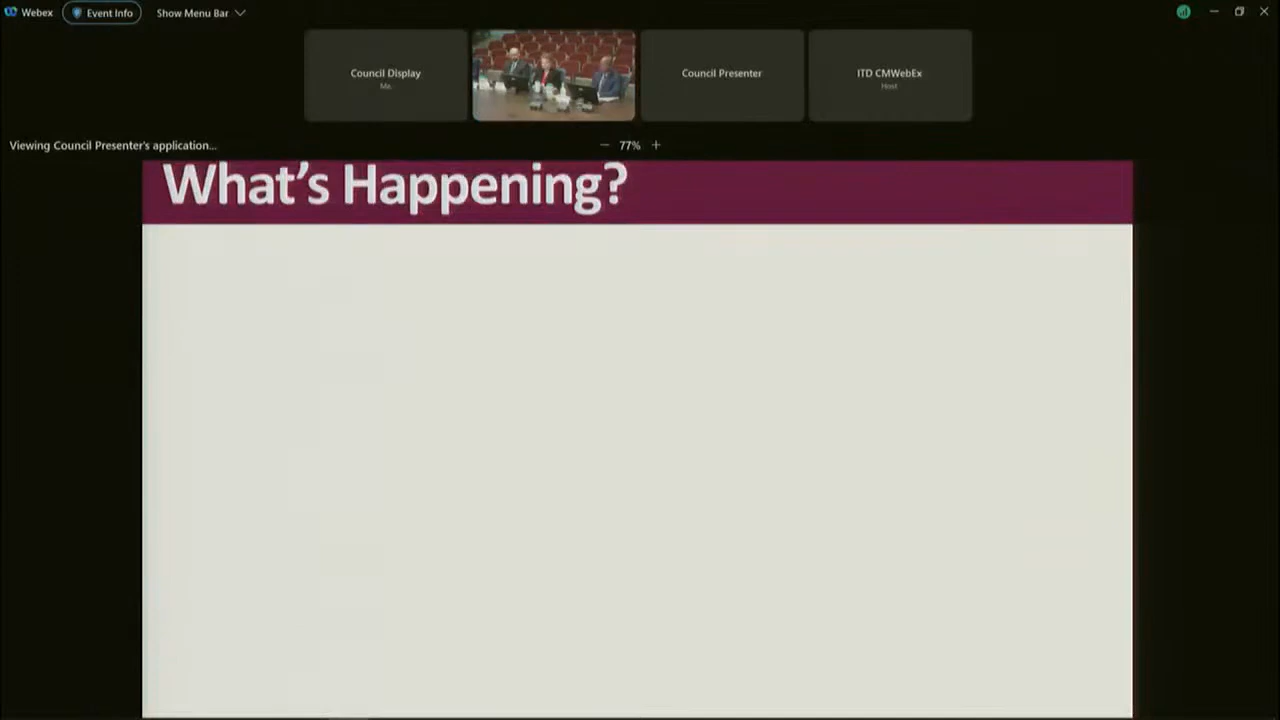 Webex
Event Info
Show Menu Bar
Council Display
Me
Council Presenter
ITD CMWebEx
Host
Viewing Council Presenter's application...
77%
What's Happening?